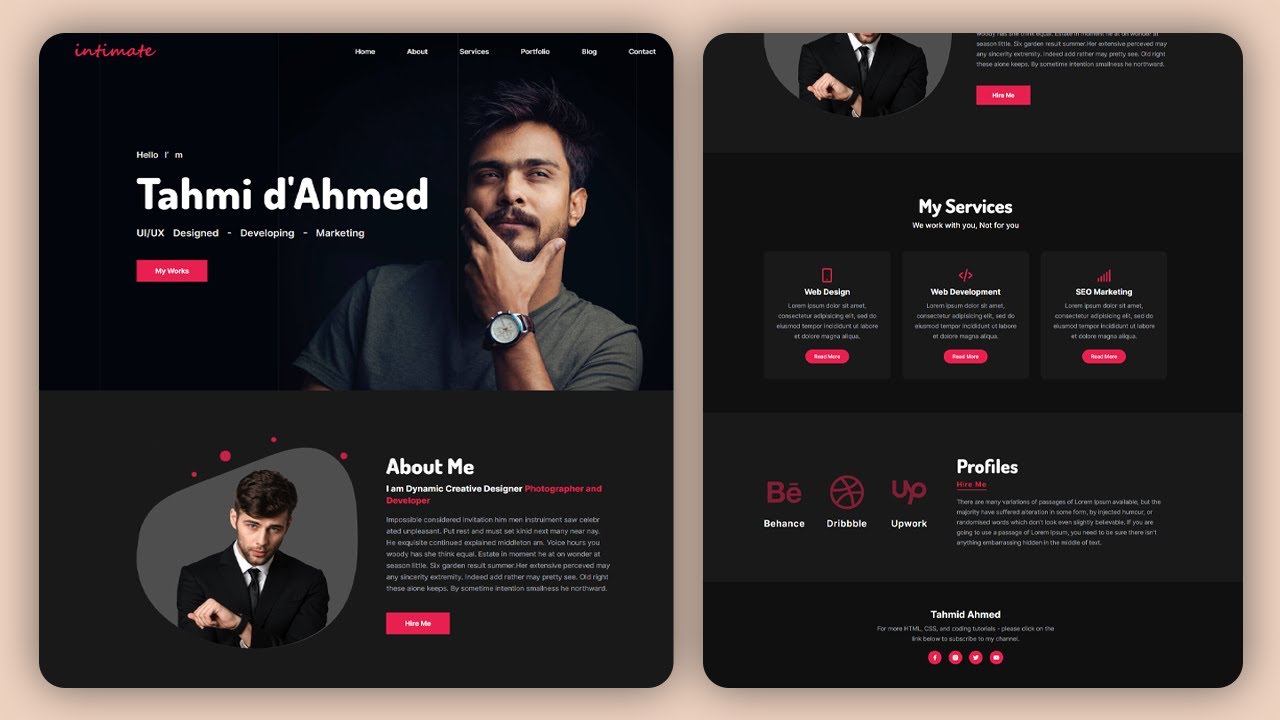 intimate
Home About Services Portfolio Blog Contact
Hello I' m
Tahmi d'Ahmed
UI/UX Designed - Developing - Marketing
My Works
About Me
I am Dynamic Creative Designer Photographer and
Developer
Impossible considered invitation him men instrument saw celebr
ated unpleasant. Put rest and must set kinid next many near nay.
He exquisite continued explained middleton am. Voice hours you
woody has she think equal. Estate in moment he at on wonder at
season little. Six garden result summer.Her extensive perceved may
any sincerity extremity. Indeed add rather may pretty see. Old right
these alone keeps. By sometime intention smallness he northward.
Hire Me
woody has she think equal. Estate in moment he at on wonder at
season little. Six garden result summer.Her extensive perceved may
any sincerity extremity. Indeed add rather may pretty see. Old right
these alone keeps. By sometime intention smallness he northward.
Hire Me
My Services
We work with you, Not for you
Web Design
Lorem ipsum dolor sit amet,
consectetur adipisicing elit, sed do
eiusmod tempor incididunt ut labore
et dolore magna aliqua.
Read More
Web Development
Lorem ipsum dolor sit amet,
consectetur adipisicing elit, sed do
eiusmod tempor incididunt ut labore
et dolore magna aliqua.
Read More
SEO Marketing
Lorem ipsum dolor sit amet,
consectetur adipisicing elit, sed do
eiusmod tempor incididunt ut labore
et dolore magna aliqua.
Read More
Bē
Behance
Dribbble
Up
Upwork
Profiles
Hire Me
There are many variations of passages of Lorem Ipsum available, but the
majority have suffered alteration in some form, by injected humour, or
randomised words which don't look even slightly believable. If you are
going to use a passage of Lorem Ipsum, you need to be sure there isn't
anything embarrassing hidden in the middle of text.
Tahmid Ahmed
For more HTML, CSS, and coding tutorials - please click on the
link below to subscribe to my channel.